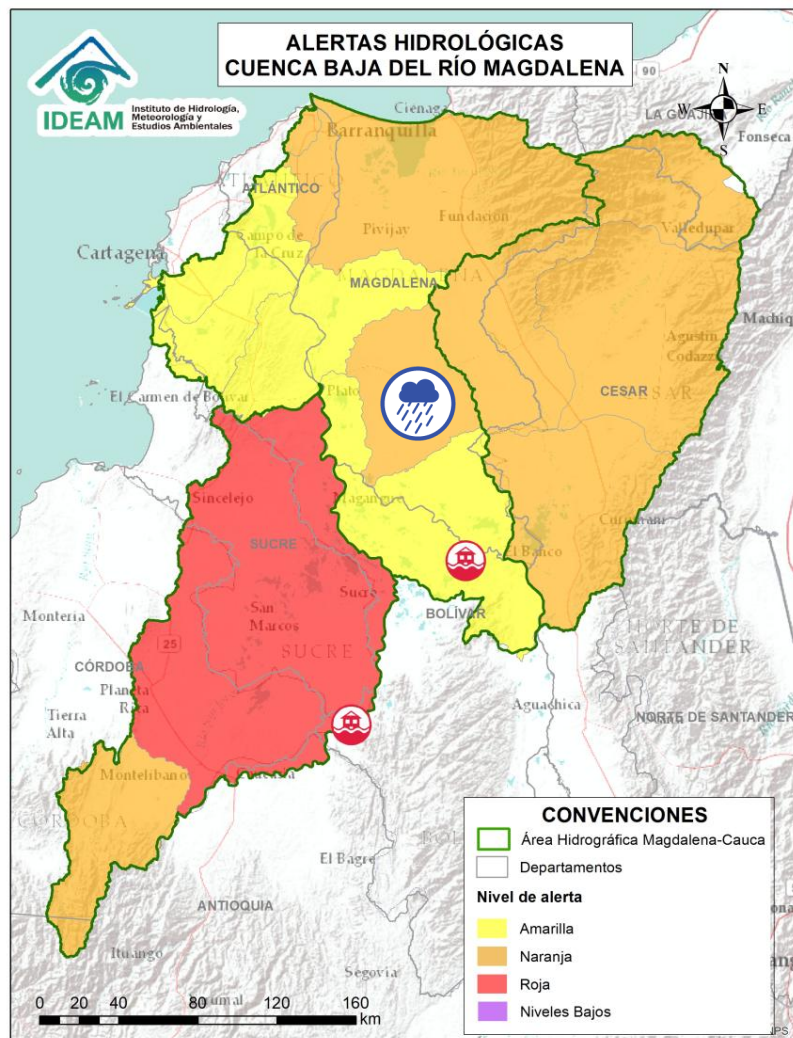 ALERTAS HIDROLÓGICAS
CUENCA BAJA DEL RÍO MAGDALENA
IDEAM
Instituto de Hidrología,
Meteorología y
Estudios Ambientales
90
N
W
E
S
Ciénaga
LA GUAJIRA
Barranquilla
Fonseca
ATLÁNTICO
Fundación
Pivijay
Valledupar
Campo de
la Cruz
Cartagena
MAGDALENA
MAGDALENA
Agustín
Codazzi
El Carmen de Bolívar
Plato
CESAR
Sincelejo
Magangué
SUCRE
El Banco
Sucre
San
Marcos
BOLÍVAR
Montería
25
SUCRE
NORTE DE
SANTANDER
CÓRDOBA
Planeta
Rica
Aguachica
Tierra
Alta
NORTE DE SANTANDER
Montelíbano
Caucasia
CÓRDOBA
El Bagre
ANTIOQUIA
Ituango
Segovia
CONVENCIONES
Área Hidrográfica Magdalena-Cauca
Departamentos
Nivel de alerta
Amarilla
Naranja
Roja
Niveles Bajos
0 20 40 80 120 160
km